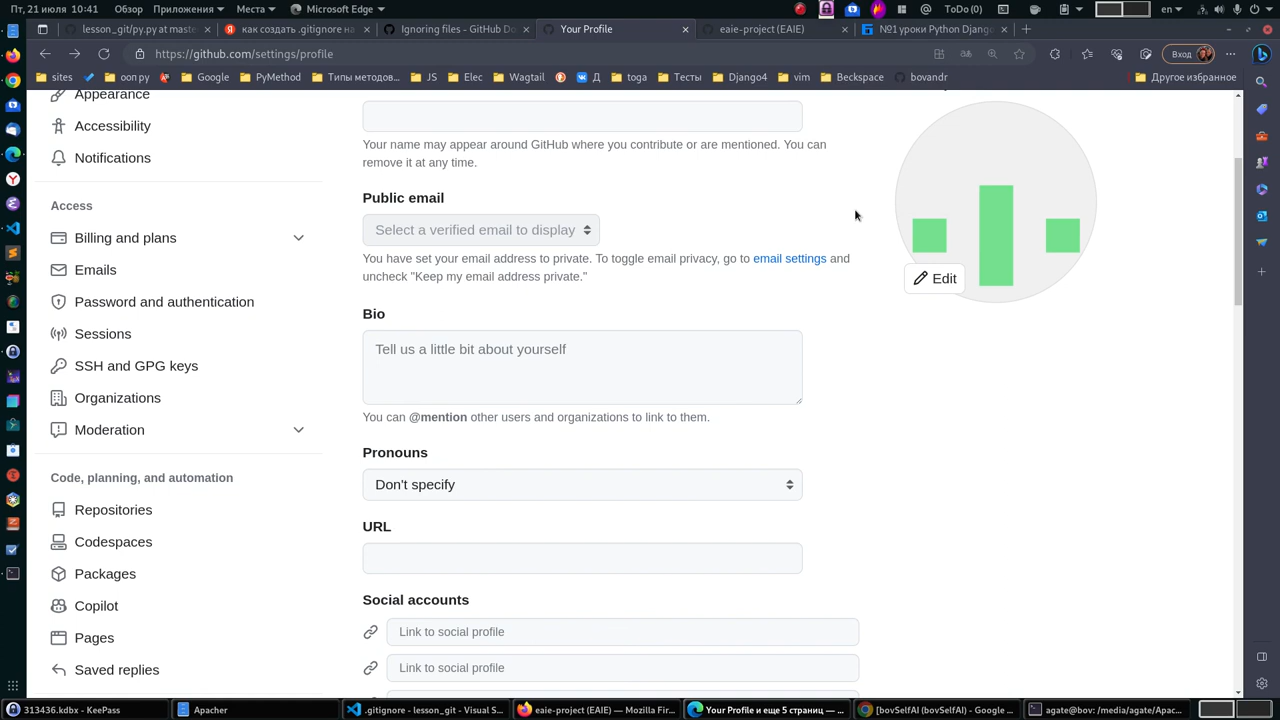 Пт, 21 июля 10:41 Обзор Приложения Места Microsoft Edge ToDo (0) en
lesson_git/py.py at maste как создать .gitignore на Ignoring files - GitHub Do Your Profile eaie-project (EAIE) №1 уроки Python Django
https://github.com/settings/profile Вход
sites ооп ру Google PyMethod Типы методов... JS Elec Wagtail Д toga Тесты Django4 vim Beckspace bovandr Другое избранное
Appearance
Accessibility
Notifications
Access
Billing and plans
Emails
Password and authentication
Sessions
SSH and GPG keys
Organizations
Moderation
Code, planning, and automation
Repositories
Codespaces
Packages
Copilot
Pages
Saved replies
Your name may appear around GitHub where you contribute or are mentioned. You can
remove it at any time.
Public email
Select a verified email to display
You have set your email address to private. To toggle email privacy, go to email settings and
uncheck "Keep my email address private."
Bio
Tell us a little bit about yourself
You can @mention other users and organizations to link to them.
Pronouns
Don't specify
URL
Social accounts
Link to social profile
Link to social profile
Edit
313436.kdbx - KeePass Apacher .gitignore - lesson_git - Visual S... eaie-project (EAIE) — Mozilla Fir... Your Profile и еще 5 страниц — ... [bovSelfAI (bovSelfAI) - Google ... agate@bov: /media/agate/Apac...